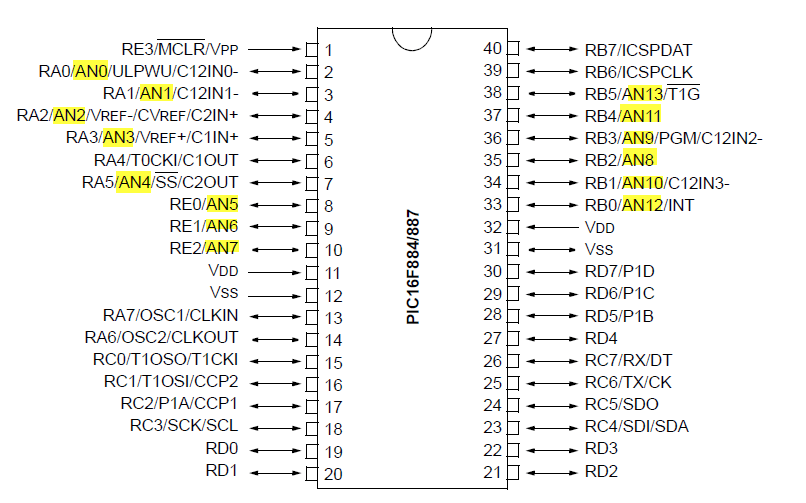 RE3/MCLR/VPP
RA0/AN0/ULPWU/C12IN0-
RA1/AN1/C12IN1-
RA2/AN2/VREF-/CVREF/C2IN+
RA3/AN3/VREF+/C1IN+
RA4/T0CKI/C1OUT
RA5/AN4/SS/C2OUT
RE0/AN5
RE1/AN6
RE2/AN7
VDD
VSS
RA7/OSC1/CLKIN
RA6/OSC2/CLKOUT
RC0/T1OSO/T1CKI
RC1/T1OSI/CCP2
RC2/P1A/CCP1
RC3/SCK/SCL
RD0
RD1
1
2
3
4
5
6
7
8
9
10
11
12
13
14
15
16
17
18
19
20
PIC16F884/887
40
39
38
37
36
35
34
33
32
31
30
29
28
27
26
25
24
23
22
21
RB7/ICSPDAT
RB6/ICSPCLK
RB5/AN13/T1G
RB4/AN11
RB3/AN9/PGM/C12IN2-
RB2/AN8
RB1/AN10/C12IN3-
RB0/AN12/INT
VDD
VSS
RD7/P1D
RD6/P1C
RD5/P1B
RD4
RC7/RX/DT
RC6/TX/CK
RC5/SDO
RC4/SDI/SDA
RD3
RD2